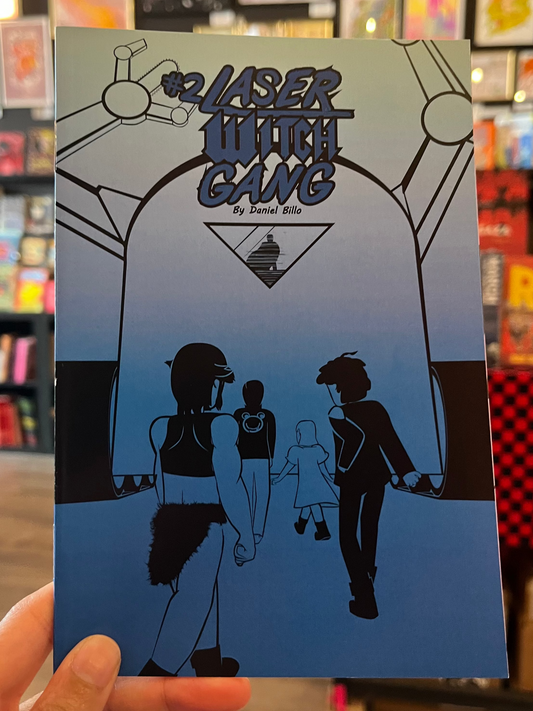 #2 LASER
WITCH
GANG
By Daniel Billo